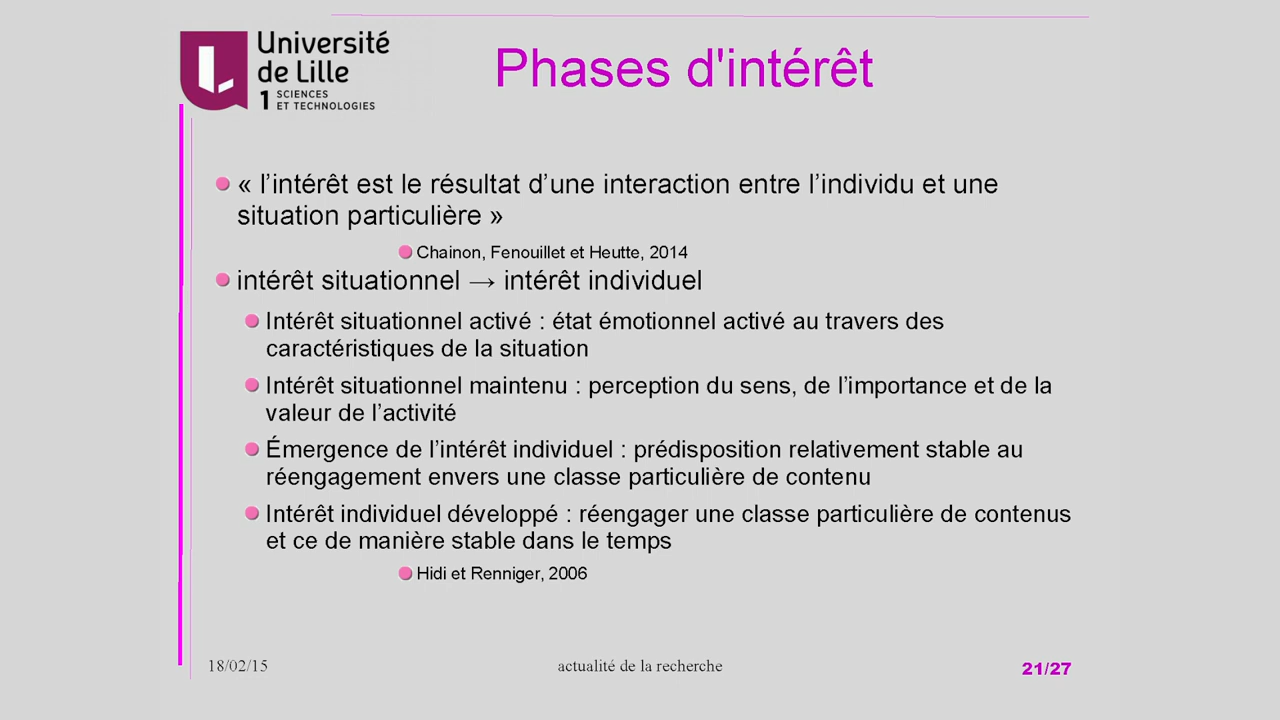 Université
de Lille
1 SCIENCES
ET TECHNOLOGIES
Phases d'intérêt
« l’intérêt est le résultat d’une interaction entre l’individu et une
situation particulière »
Chainon, Fenouillet et Heutte, 2014
intérêt situationnel → intérêt individuel
Intérêt situationnel activé : état émotionnel activé au travers des
caractéristiques de la situation
Intérêt situationnel maintenu : perception du sens, de l’importance et de la
valeur de l’activité
Émergence de l’intérêt individuel : prédisposition relativement stable au
réengagement envers une classe particulière de contenu
Intérêt individuel développé : réengager une classe particulière de contenus
et ce de manière stable dans le temps
Hidi et Renniger, 2006
18/02/15
actualité de la recherche
21/27